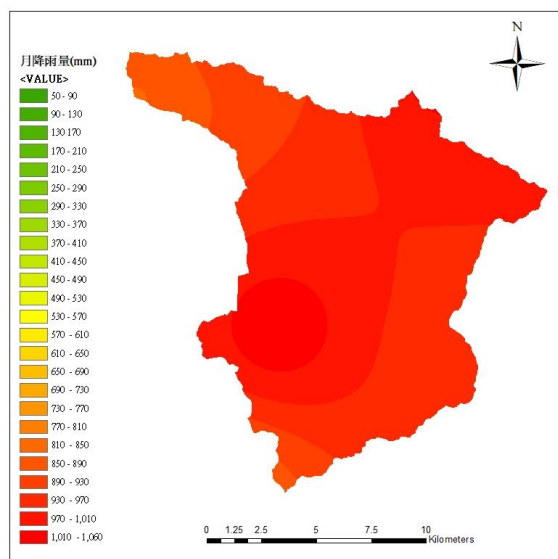 N
月降雨量(mm)
<VALUE>
50 - 90
90 - 130
130 170
170 - 210
210 - 250
250 - 290
290 - 330
330 - 370
370 - 410
410 - 450
450 - 490
490 - 530
530 - 570
570 - 610
610 - 650
650 - 690
690 - 730
730 - 770
770 - 810
810 - 850
850 - 890
890 - 930
930 - 970
970 - 1,010
1,010 - 1,060
0 1.25 2.5 5 7.5 10
Kilometers